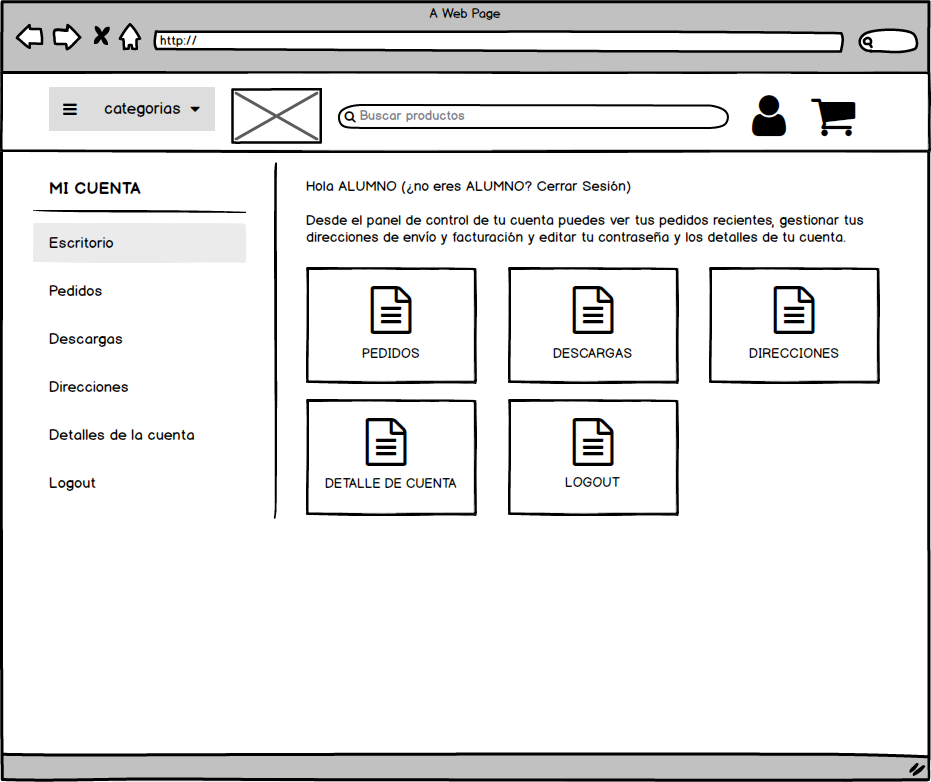 A Web Page
http://
categorias
Buscar productos
MI CUENTA
Escritorio
Pedidos
Descargas
Direcciones
Detalles de la cuenta
Logout
Hola ALUMNO (¿no eres ALUMNO? Cerrar Sesión)
Desde el panel de control de tu cuenta puedes ver tus pedidos recientes, gestionar tus
direcciones de envío y facturación y editar tu contraseña y los detalles de tu cuenta.
PEDIDOS
DESCARGAS
DIRECCIONES
DETALLE DE CUENTA
LOGOUT